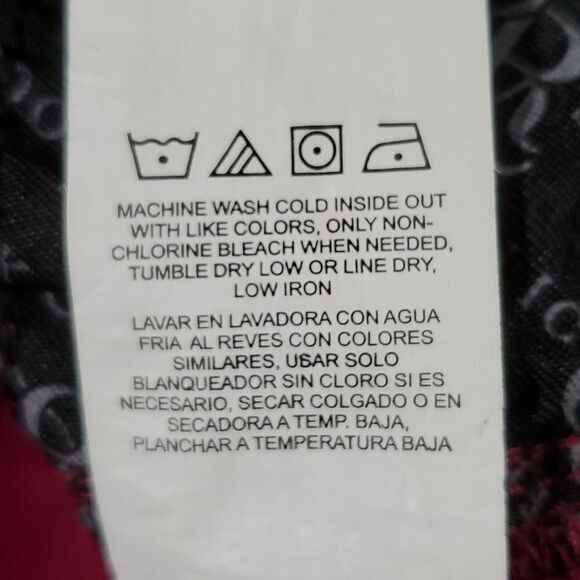 MACHINE WASH COLD INSIDE OUT
WITH LIKE COLORS, ONLY NON-
CHLORINE BLEACH WHEN NEEDED,
TUMBLE DRY LOW OR LINE DRY,
LOW IRON
LAVAR EN LAVADORA CON AGUA
FRIA AL REVES CON COLORES
SIMILARES, USAR SOLO
BLANQUEADOR SIN CLORO SI ES
NECESARIO, SECAR COLGADO O EN
SECADORA A TEMP. BAJA,
PLANCHAR A TEMPERATURA BAJA